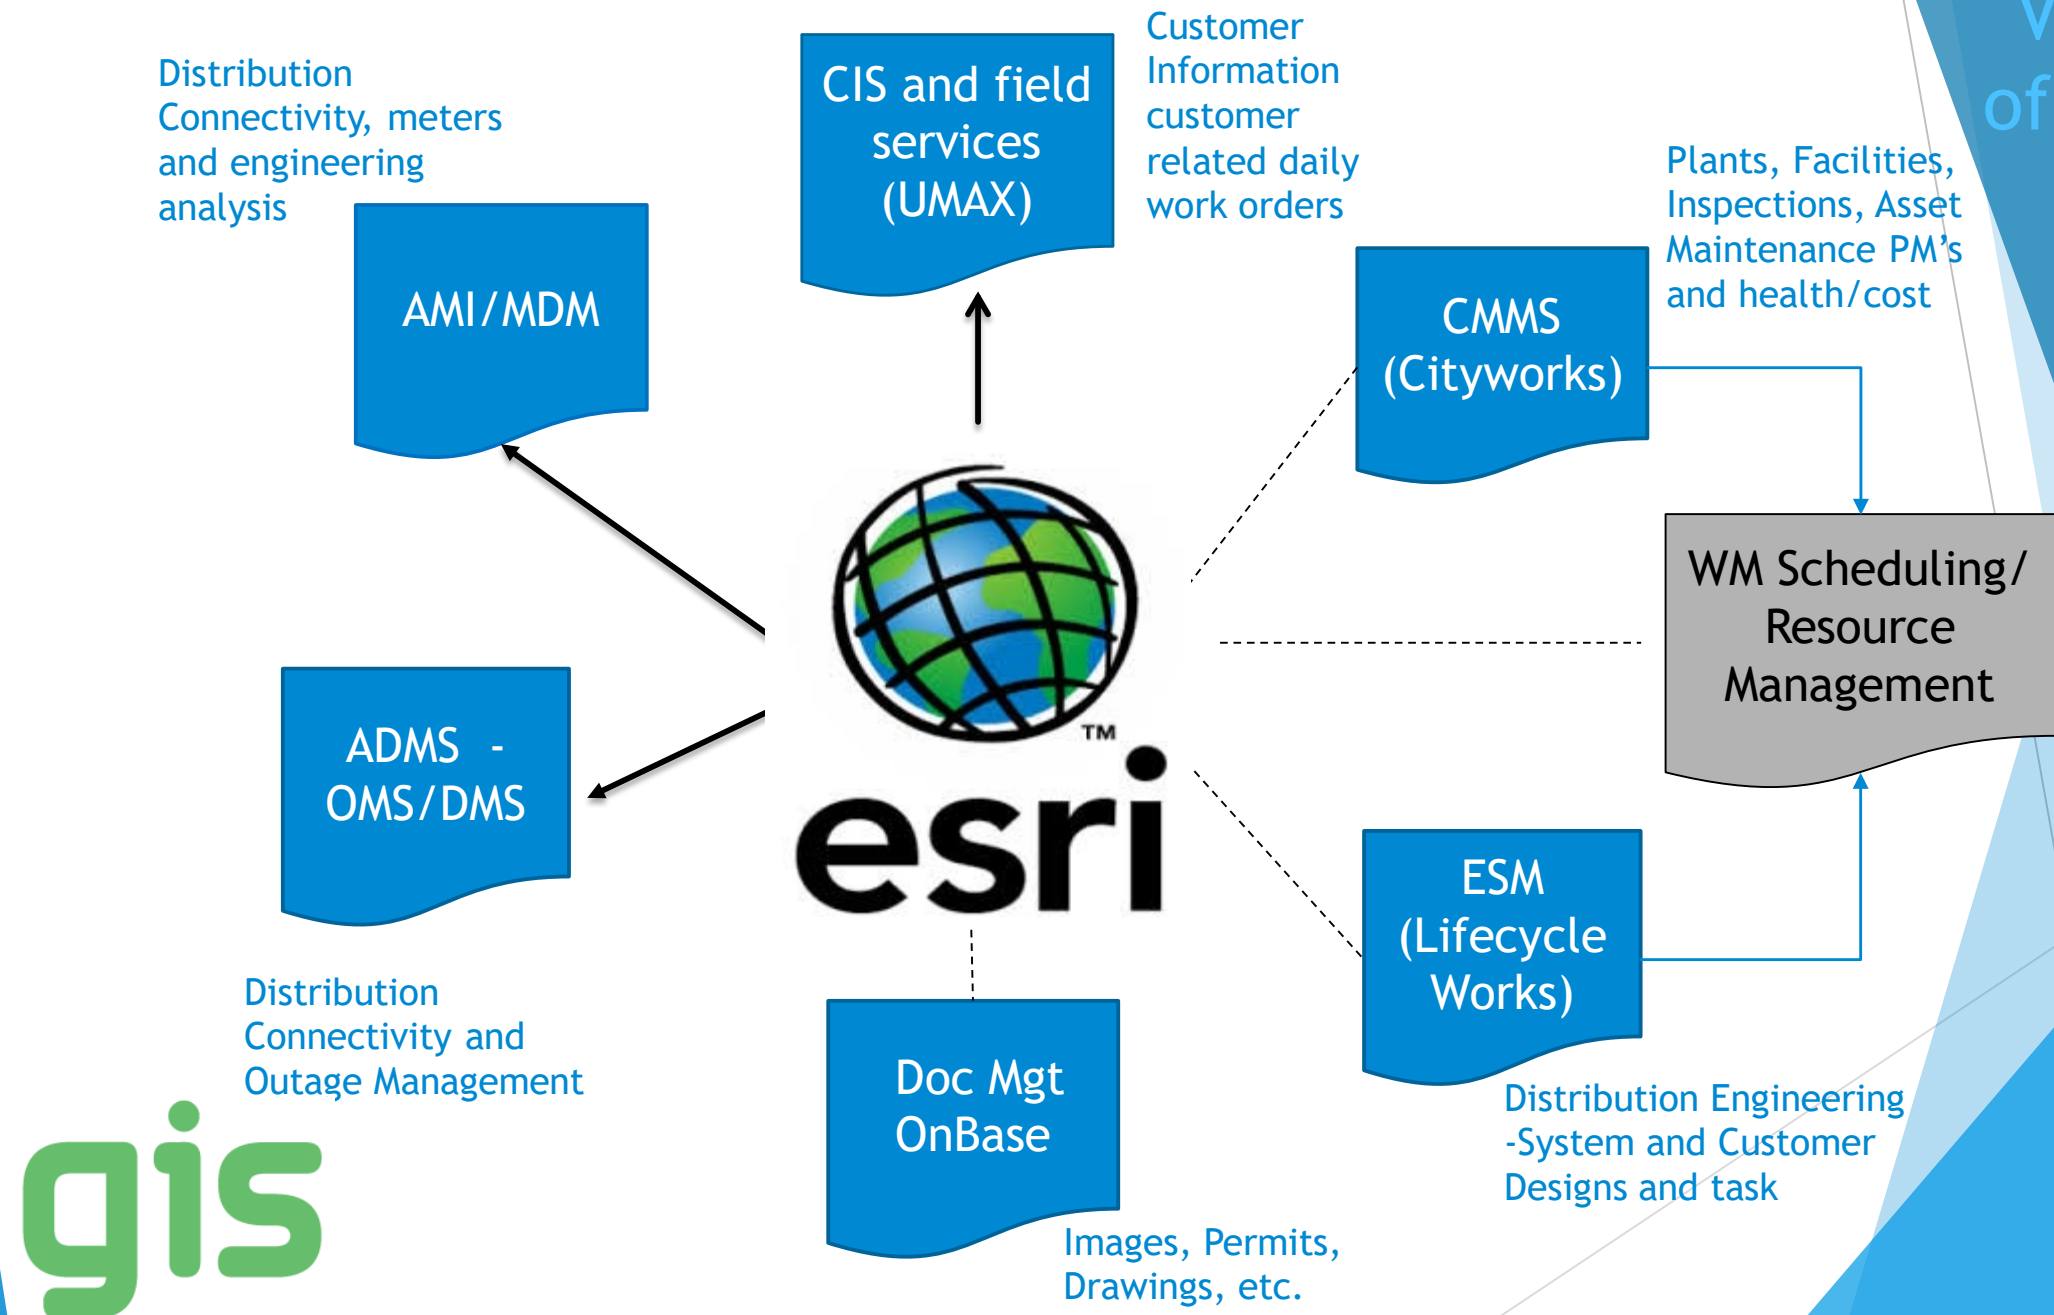 V
of
Distribution
Connectivity, meters
and engineering
analysis
AMI/MDM
CIS and field
services
(UMAX)
Customer
Information
customer
related daily
work orders
CMMS
(Cityworks)
Plants, Facilities,
Inspections, Asset
Maintenance PM's
and health/cost
WM Scheduling/
Resource
Management
TM
esri
ADMS -
OMS/DMS
Distribution
Connectivity and
Outage Management
ESM
(Lifecycle
Works)
Distribution Engineering
-System and Customer
Designs and task
Doc Mgt
OnBase
Images, Permits,
Drawings, etc.
gis